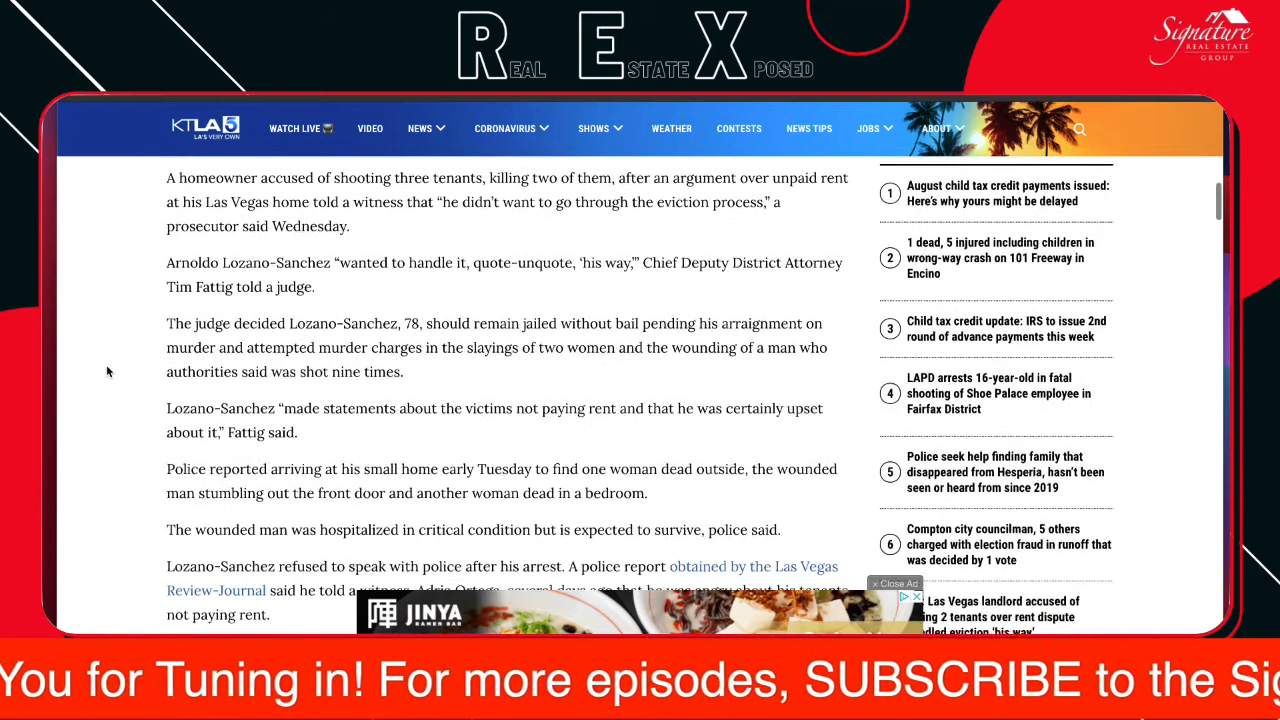 REAL ESTATE XPOSED
Signature
REAL ESTATE
GROUP
KTLA 5
LA'S VERY OWN
WATCH LIVE
VIDEO
NEWS
CORONAVIRUS
SHOWS
WEATHER
CONTESTS
NEWS TIPS
JOBS
ABOUT
A homeowner accused of shooting three tenants, killing two of them, after an argument over unpaid rent
at his Las Vegas home told a witness that “he didn’t want to go through the eviction process,” a
prosecutor said Wednesday.
Arnoldo Lozano-Sanchez “wanted to handle it, quote-unquote, ‘his way,’” Chief Deputy District Attorney
Tim Fattig told a judge.
The judge decided Lozano-Sanchez, 78, should remain jailed without bail pending his arraignment on
murder and attempted murder charges in the slayings of two women and the wounding of a man who
authorities said was shot nine times.
Lozano-Sanchez “made statements about the victims not paying rent and that he was certainly upset
about it,” Fattig said.
Police reported arriving at his small home early Tuesday to find one woman dead outside, the wounded
man stumbling out the front door and another woman dead in a bedroom.
The wounded man was hospitalized in critical condition but is expected to survive, police said.
Lozano-Sanchez refused to speak with police after his arrest. A police report obtained by the Las Vegas
Review-Journal said he told a witness, Adris Ortega, several days ago that he was angry about his tenants
not paying rent.
1
August child tax credit payments issued:
Here’s why yours might be delayed
2
1 dead, 5 injured including children in
wrong-way crash on 101 Freeway in
Encino
3
Child tax credit update: IRS to issue 2nd
round of advance payments this week
4
LAPD arrests 16-year-old in fatal
shooting of Shoe Palace employee in
Fairfax District
5
Police seek help finding family that
disappeared from Hesperia, hasn’t been
seen or heard from since 2019
6
Compton city councilman, 5 others
charged with election fraud in runoff that
was decided by 1 vote
Las Vegas landlord accused of
2 tenants over rent dispute
eviction ‘his way’
× Close Ad
JINYA
RAMEN BAR
You for Tuning in! For more episodes, SUBSCRIBE to the Sig